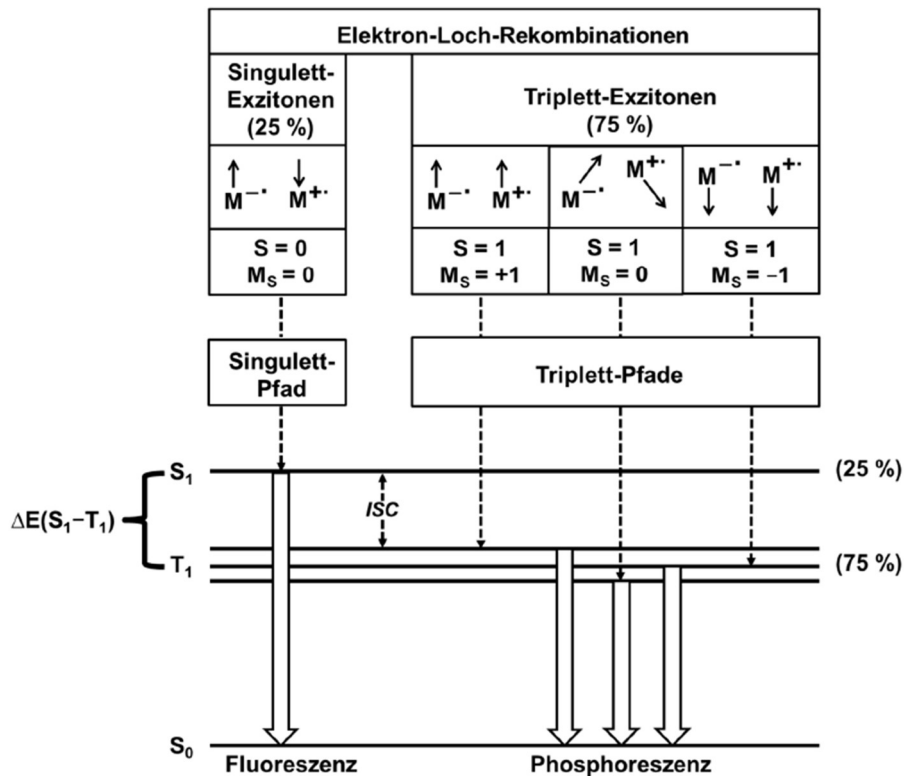 Elektron-Loch-Rekombinationen
Singulett-
Exzitonen
(25 %)
Triplett-Exzitonen
(75 %)
M⁻· M⁺·
M⁻· M⁺·
M⁻· M⁺·
M⁻· M⁺·
S = 0
Mₛ = 0
S = 1
Mₛ = +1
S = 1
Mₛ = 0
S = 1
Mₛ = −1
Singulett-
Pfad
Triplett-Pfade
S₁
(25 %)
ISC
ΔE(S₁−T₁)
T₁
(75 %)
S₀
Fluoreszenz
Phosphoreszenz